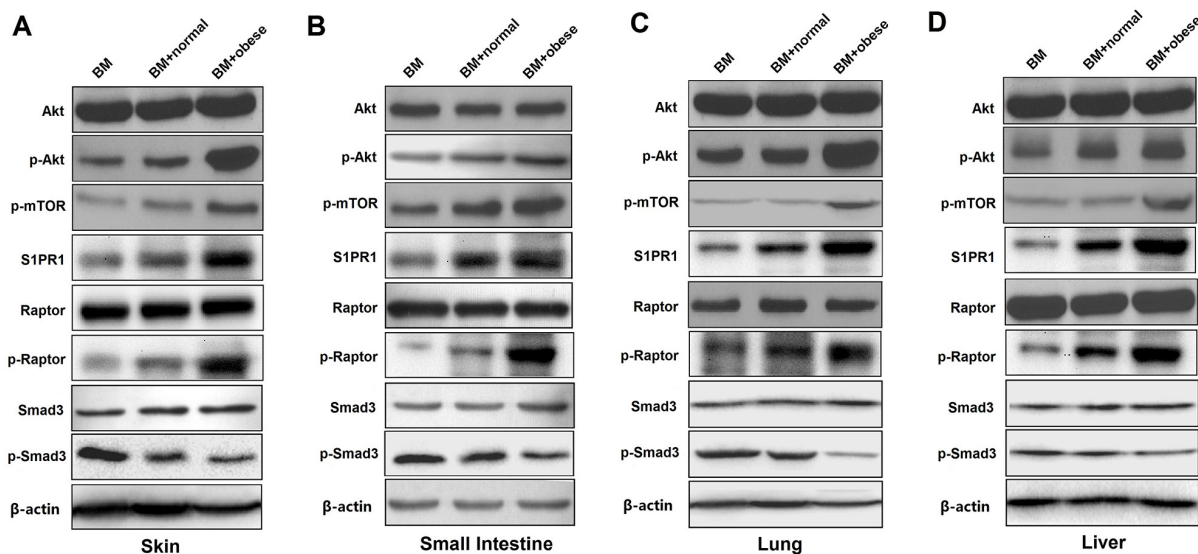 A
BM
BM+normal
BM+obese
Akt
p-Akt
p-mTOR
S1PR1
Raptor
p-Raptor
Smad3
p-Smad3
β-actin
Skin
B
BM
BM+normal
BM+obese
Akt
p-Akt
p-mTOR
S1PR1
Raptor
p-Raptor
Smad3
p-Smad3
β-actin
Small Intestine
C
BM
BM+normal
BM+obese
Akt
p-Akt
p-mTOR
S1PR1
Raptor
p-Raptor
Smad3
p-Smad3
β-actin
Lung
D
BM
BM+normal
BM+obese
Akt
p-Akt
p-mTOR
S1PR1
Raptor
p-Raptor
Smad3
p-Smad3
β-actin
Liver